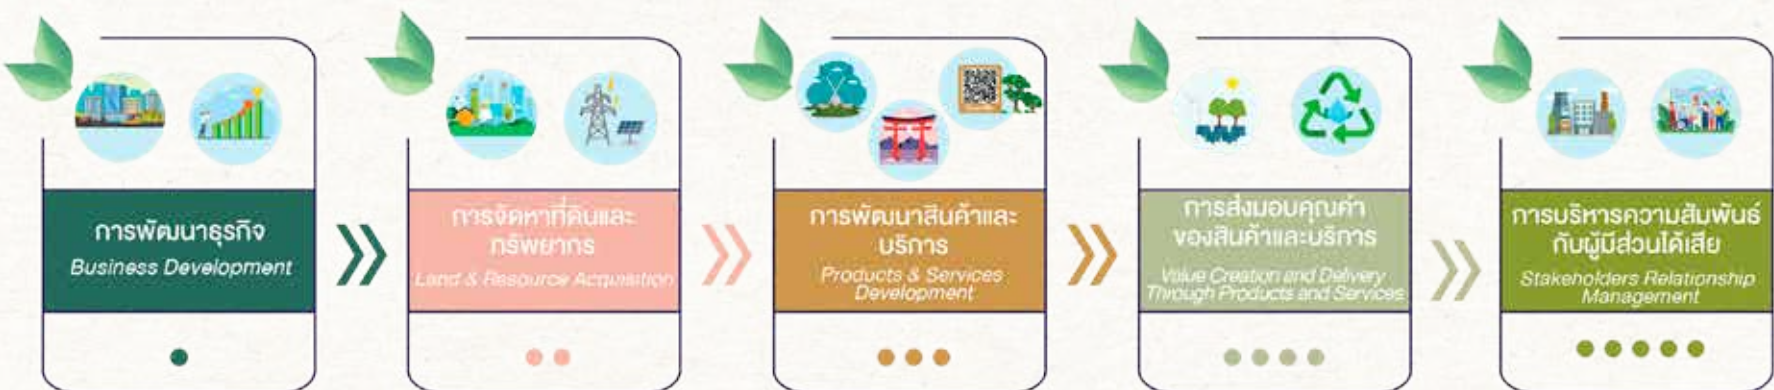 การพัฒนาธุรกิจ
Business Development
การจัดหาที่ดินและ
ทรัพยากร
Land & Resource Acquisition
การพัฒนาสินค้าและ
บริการ
Products & Services
Development
การส่งมอบคุณค่า
ของสินค้าและบริการ
Value Creation and Delivery
Through Products and Services
การบริหารความสัมพันธ์
กับผู้มีส่วนได้เสีย
Stakeholders Relationship
Management